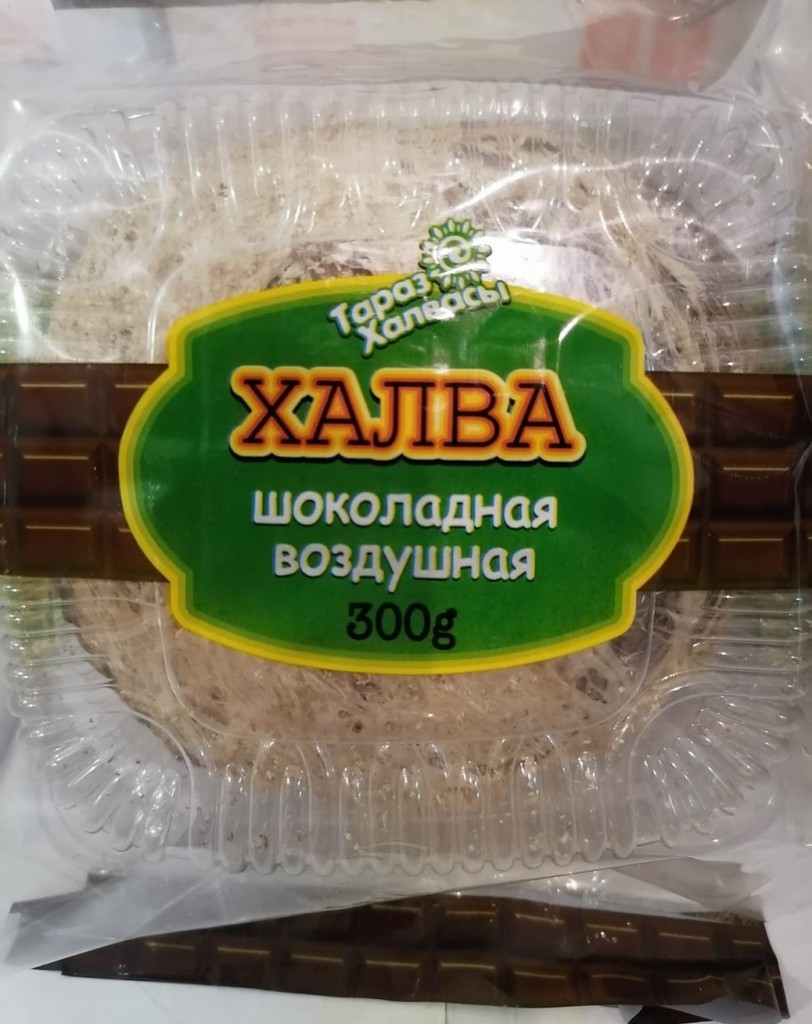 Тараз
Халвасы
ХАЛВА
шоколадная
воздушная
300g